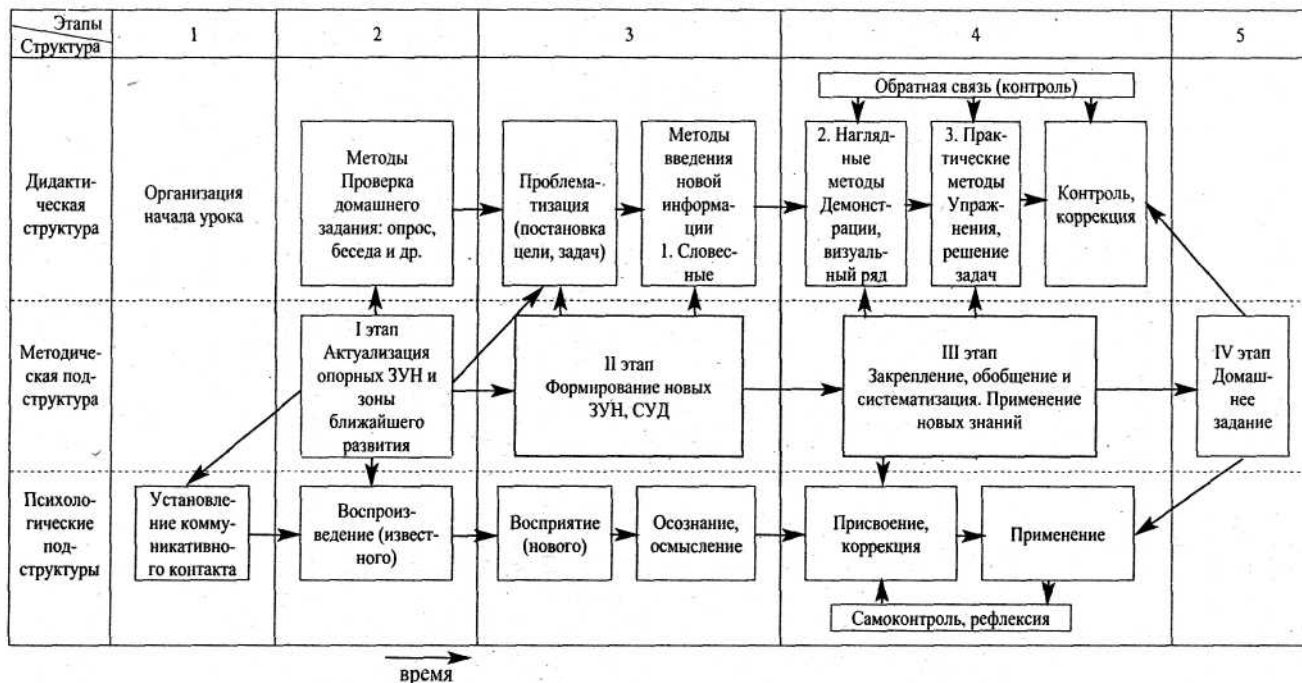 Этапы
Структура
1
2
3
4
5
Дидакти-
ческая
структура
Организация
начала урока
Методы
Проверка
домашнего
задания: опрос,
беседа и др.
Проблема-
тизация
(постановка
цели, задач)
Методы
введения
новой
информа-
ции
1. Словес-
ные
Обратная связь (контроль)
2. Нагляд-
ные
методы
Демонст-
рации,
визуаль-
ный ряд
3. Прак-
тические
методы
Упраж-
нения,
решение
задач
Контроль,
коррекция
Методиче-
ская под-
структура
I этап
Актуализация
опорных ЗУН и
зоны
ближайшего
развития
II этап
Формирование новых
ЗУН, СУД
III этап
Закрепление, обобщение и
систематизация. Применение
новых знаний
IV этап
Домаш-
нее
задание
Психоло-
гические
под-
структуры
Установле-
ние комму-
никативно-
го контакта
Воспроиз-
ведение (извест-
ного)
Восприятие
(нового)
Осознание,
осмысление
Присвоение,
коррекция
Применение
Самоконтроль, рефлексия
время